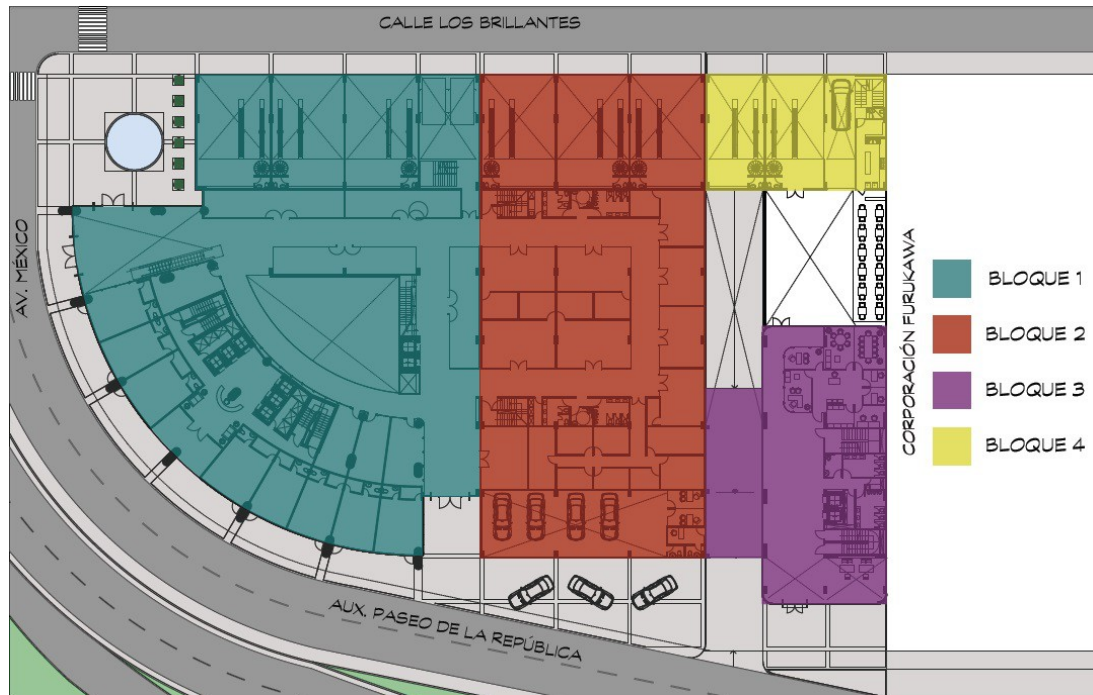 CALLE LOS BRILLANTES
AV. MÉXICO
CORPORACIÓN FURUKAWA
BLOQUE 1
BLOQUE 2
BLOQUE 3
BLOQUE 4
AUX. PASEO DE LA REPÚBLICA